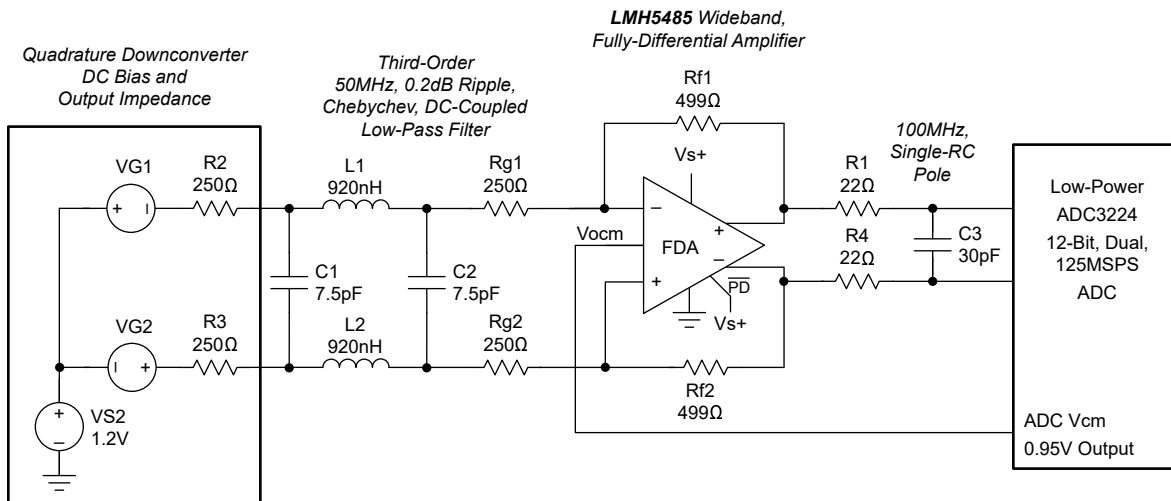 LMH5485 Wideband,
Fully-Differential Amplifier
Quadrature Downconverter
DC Bias and
Output Impedance
Third-Order
50MHz, 0.2dB Ripple,
Chebychev, DC-Coupled
Low-Pass Filter
Rf1
499Ω
100MHz,
Single-RC
Pole
VG1
+
I
R2
250Ω
L1
920nH
Rg1
250Ω
Vs+
R1
22Ω
Low-Power
ADC3224
12-Bit, Dual,
125MSPS
ADC
−
+
Vocm
FDA
R4
22Ω
C3
30pF
C1
7.5pF
C2
7.5pF
+
−
PD
Vs+
VG2
I
+
R3
250Ω
L2
920nH
Rg2
250Ω
Rf2
499Ω
+
−
VS2
1.2V
ADC Vcm
0.95V Output